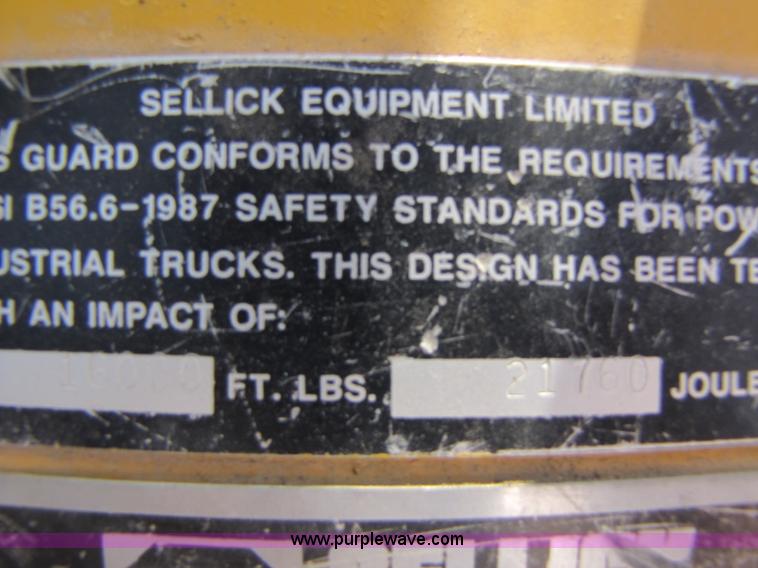 SELLICK EQUIPMENT LIMITED
S GUARD CONFORMS TO THE REQUIREMENTS
SI B56.6-1987 SAFETY STANDARDS FOR POW
USTRIAL TRUCKS. THIS DESIGN HAS BEEN TE
H AN IMPACT OF:
16000 FT. LBS. 21760 JOULE
www.purplewave.com